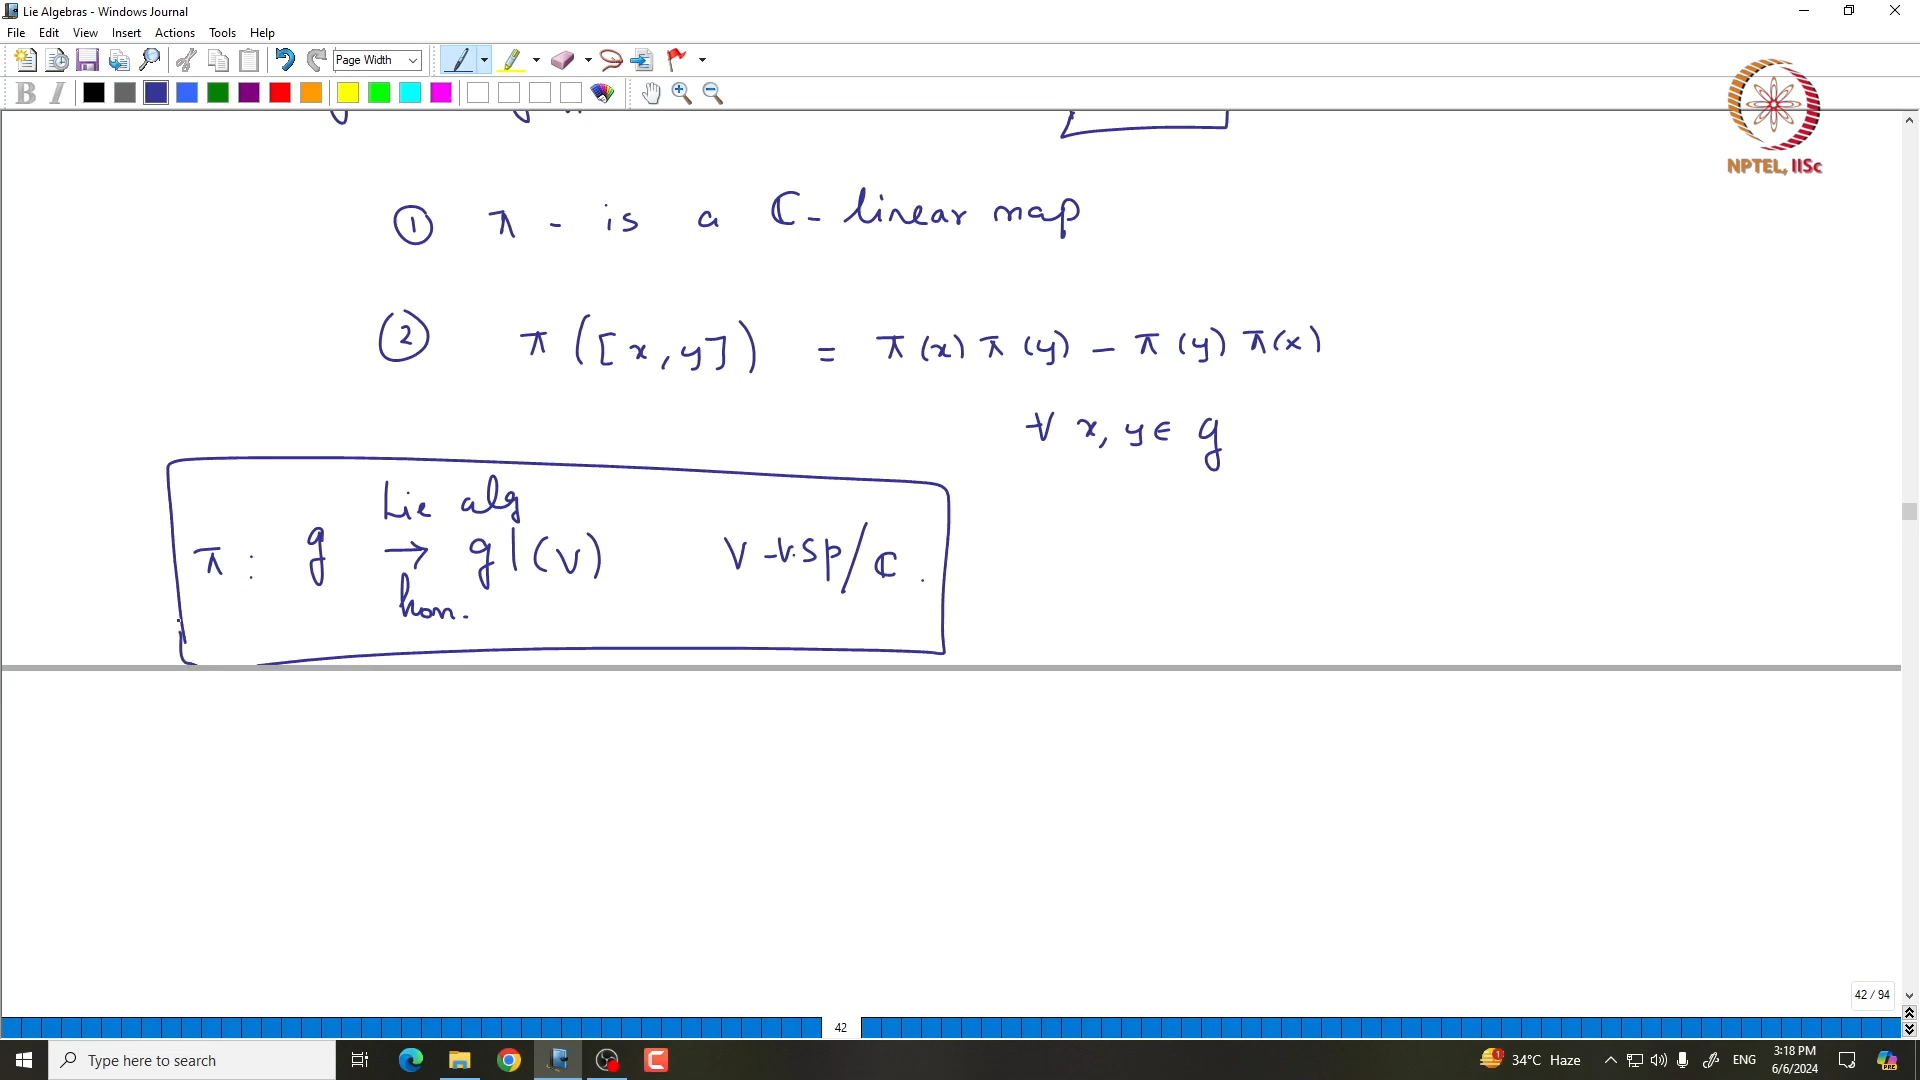 Lie Algebras - Windows Journal
File Edit View Insert Actions Tools Help
Page Width
NPTEL, IISc
① π - is a ℂ - linear map
② π ([x, y]) = π(x) π(y) - π(y) π(x)
∀ x, y ∈ g
Lie alg
π : g → gl(V) V - v.sp/ℂ.
hom.
42 / 94
42
Type here to search
34°C Haze
ENG
3:18 PM
6/6/2024